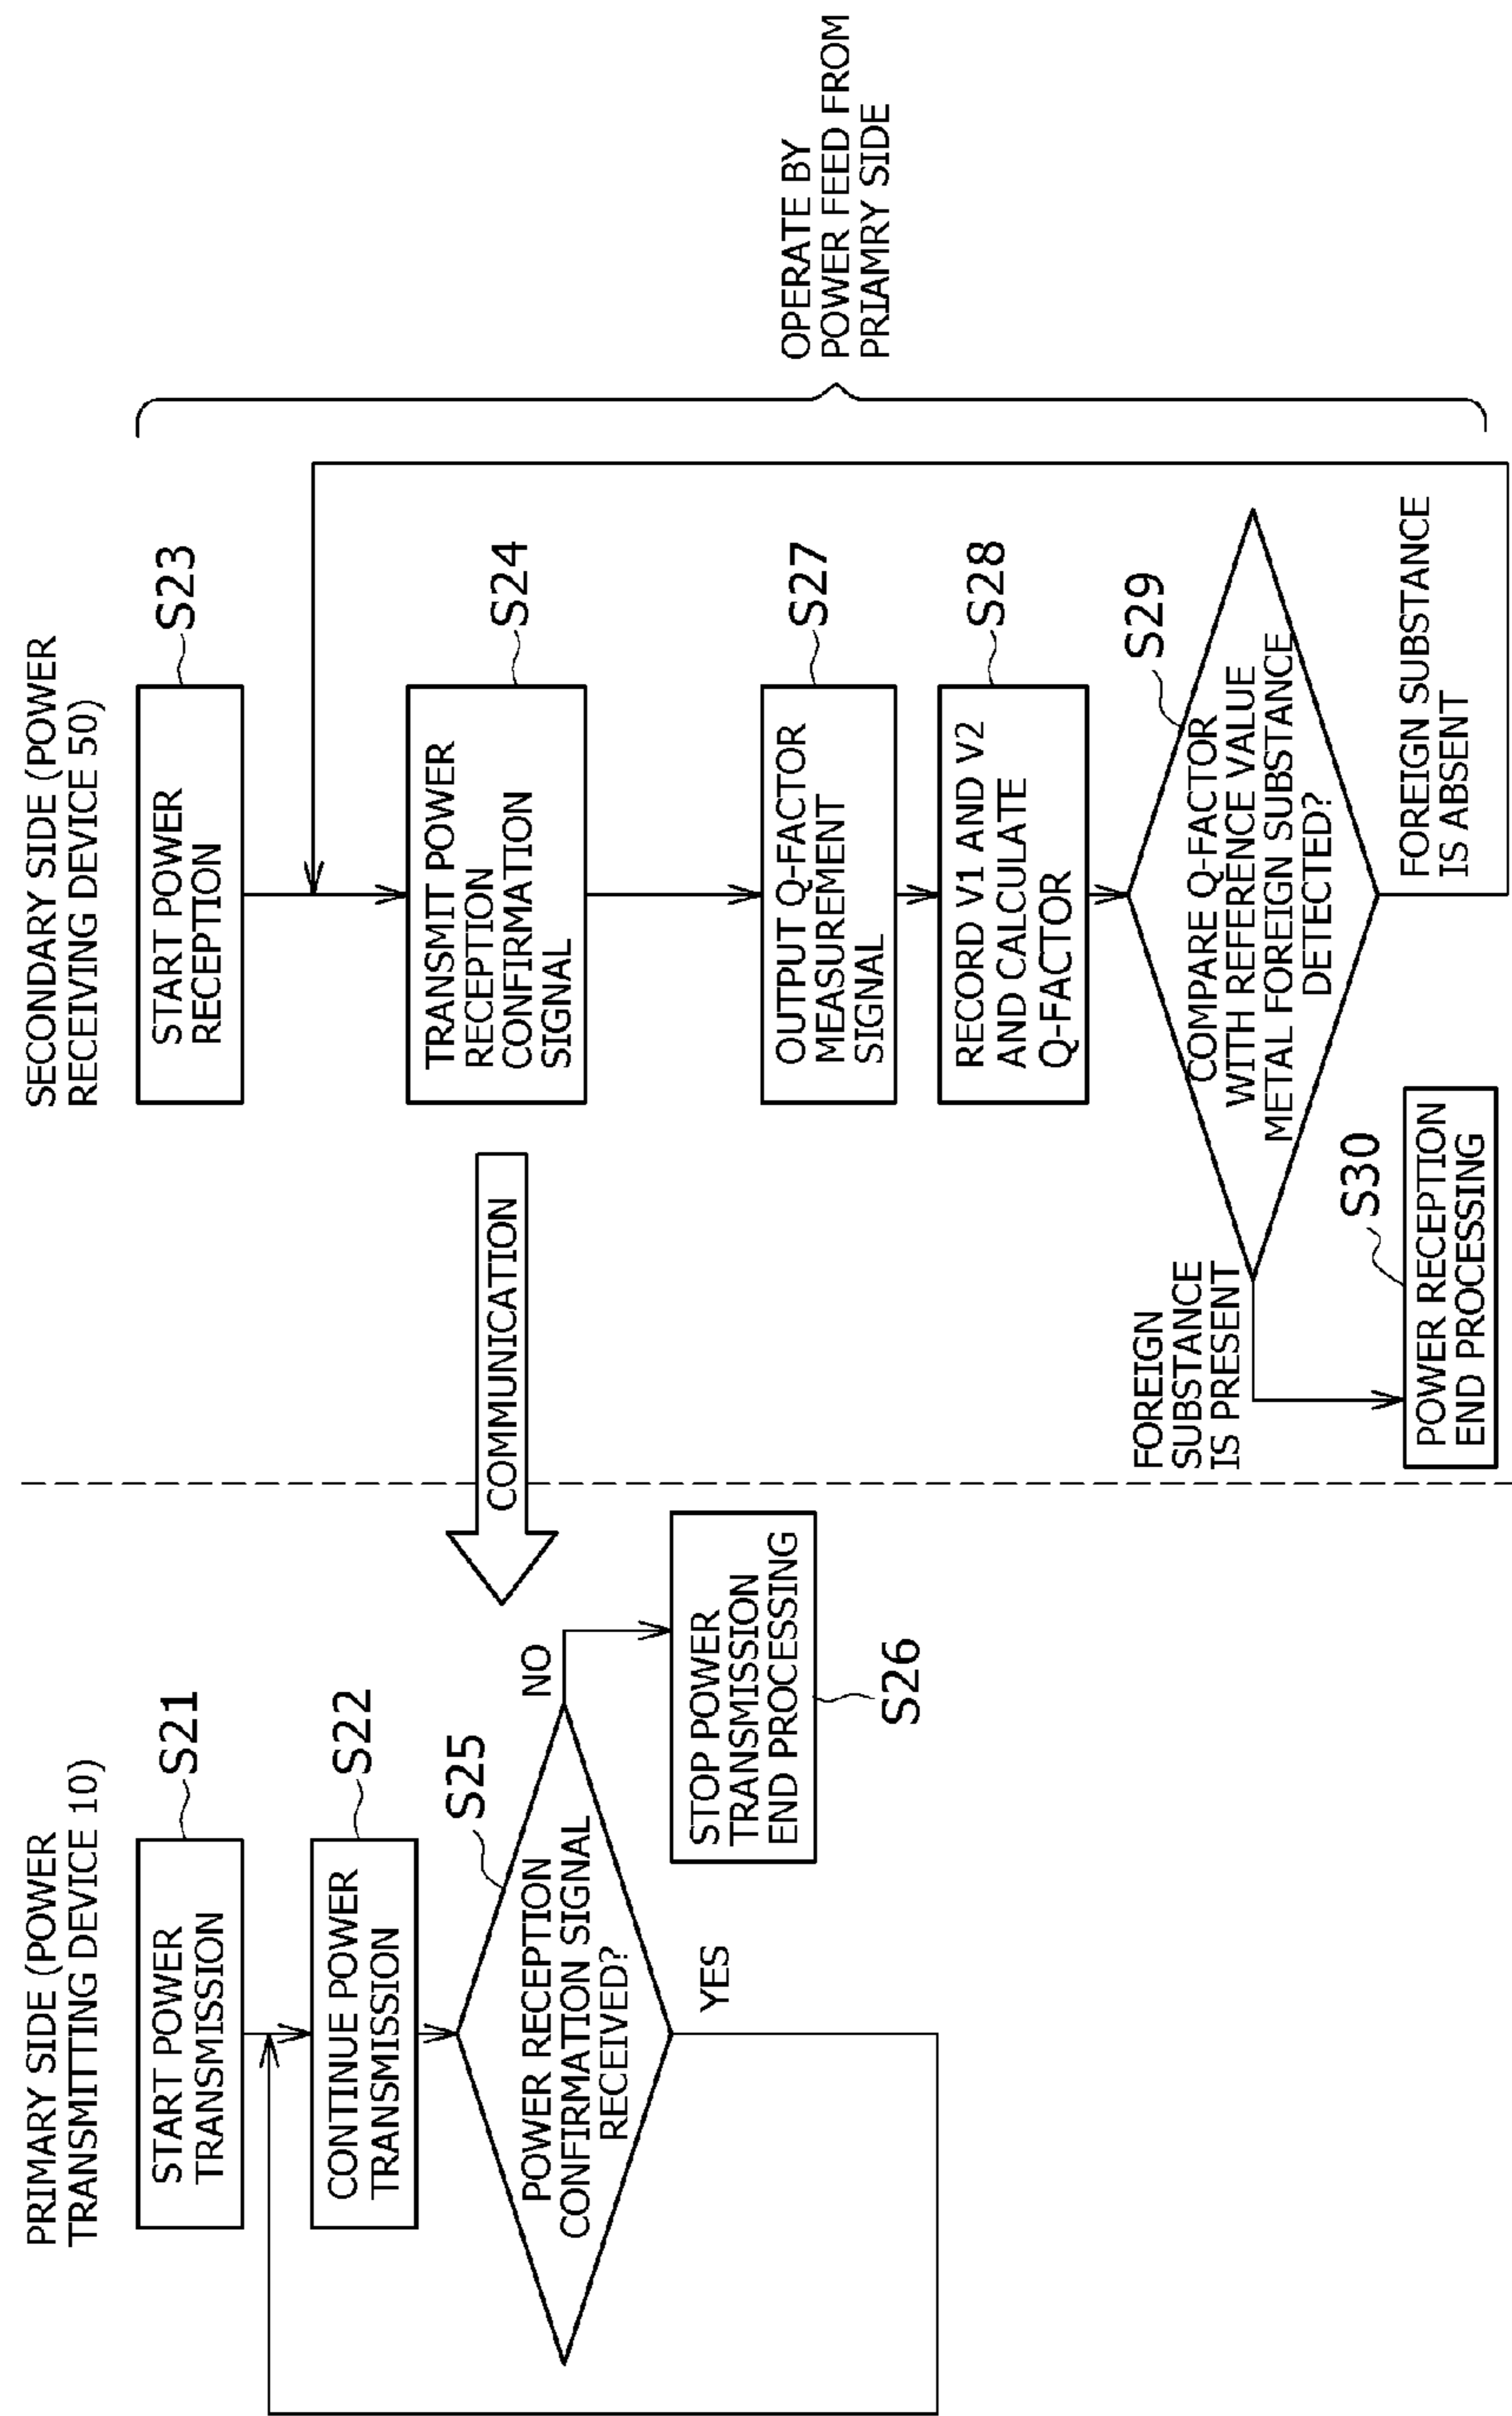 PRIMARY SIDE (POWER
TRANSMITTING DEVICE 10)
START POWER
TRANSMISSION
S21
CONTINUE POWER
TRANSMISSION
S22
POWER RECEPTION
CONFIRMATION SIGNAL
RECEIVED?
S25
NO
YES
STOP POWER
TRANSMISSION
END PROCESSING
S26
COMMUNICATION
SECONDARY SIDE (POWER
RECEIVING DEVICE 50)
START POWER
RECEPTION
S23
TRANSMIT POWER
RECEPTION
CONFIRMATION
SIGNAL
S24
OUTPUT Q-FACTOR
MEASUREMENT
SIGNAL
S27
RECORD V1 AND V2
AND CALCULATE
Q-FACTOR
S28
COMPARE Q-FACTOR
WITH REFERENCE VALUE
METAL FOREIGN SUBSTANCE
DETECTED?
S29
FOREIGN
SUBSTANCE
IS PRESENT
POWER RECEPTION
END PROCESSING
S30
FOREIGN SUBSTANCE
IS ABSENT
OPERATE BY
POWER FEED FROM
PRIAMRY SIDE